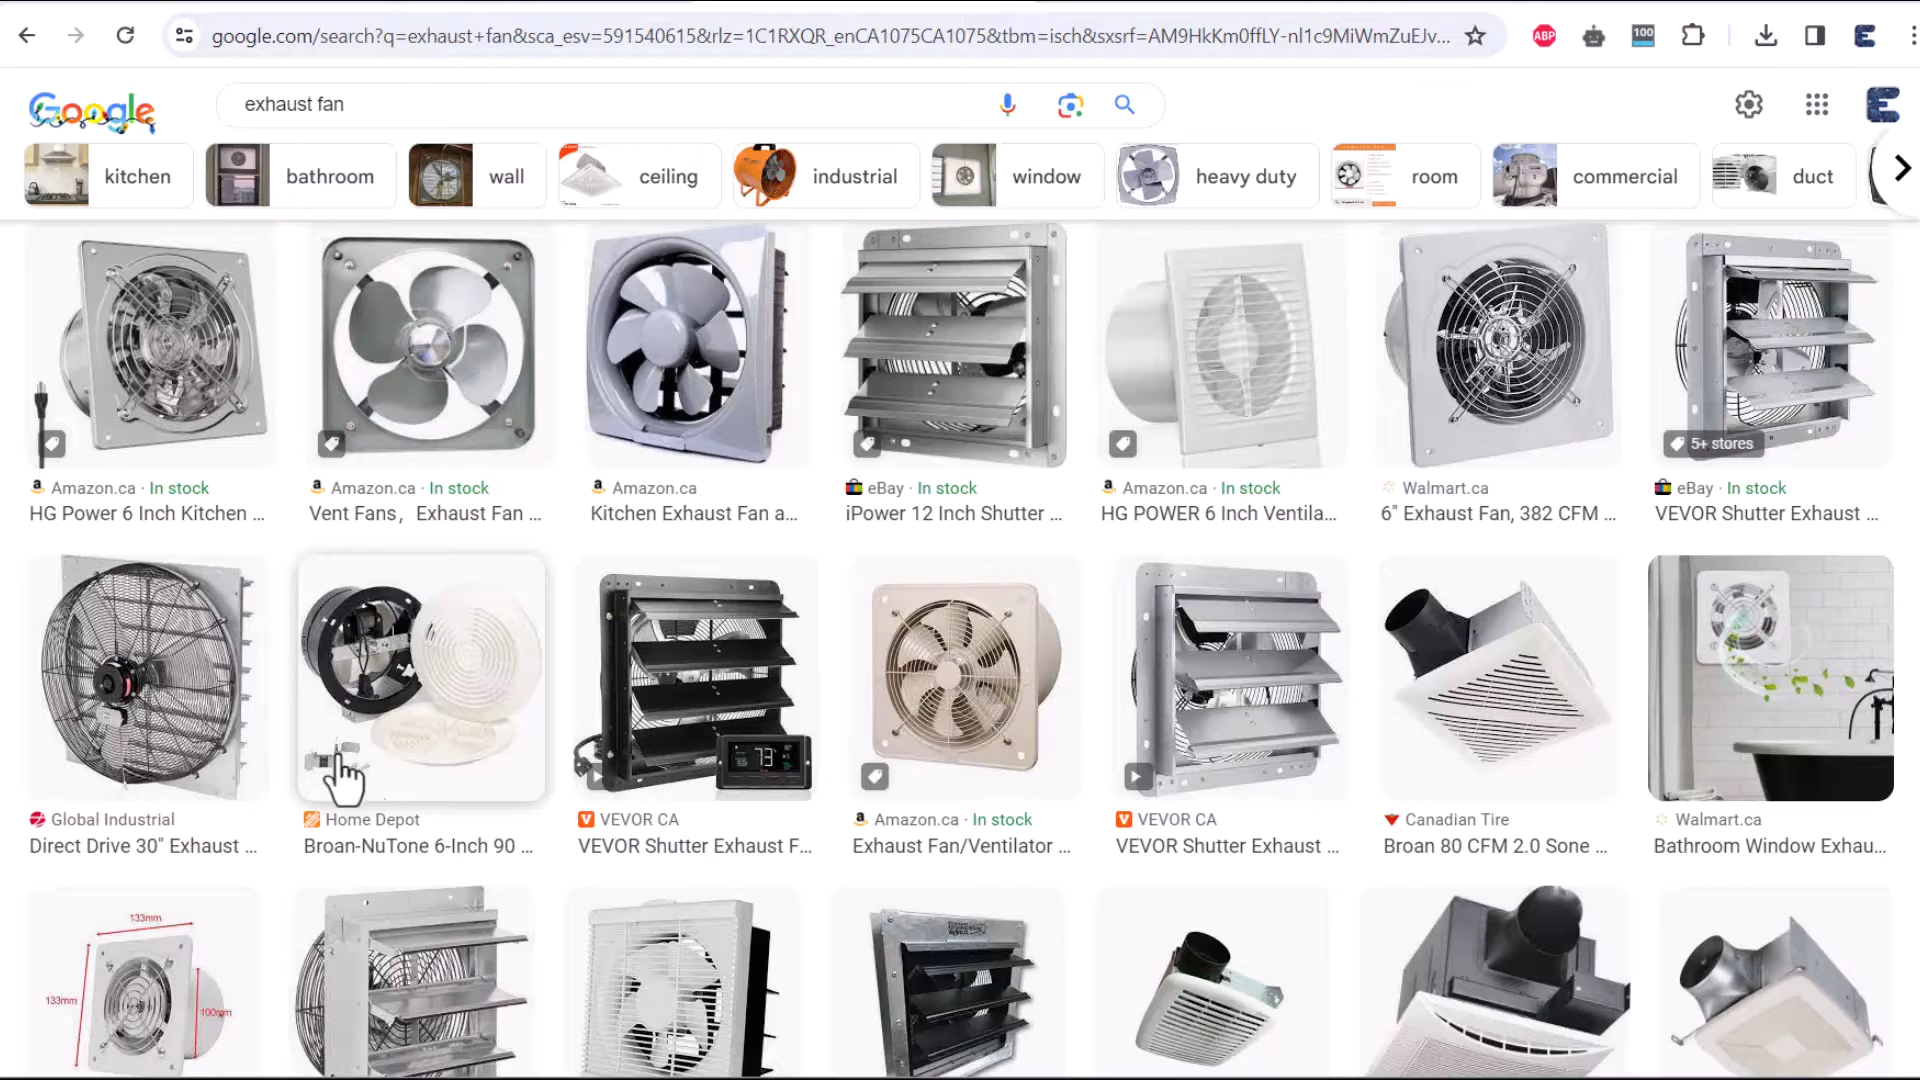 google.com/search?q=exhaust+fan&sca_esv=591540615&rlz=1C1RXQR_enCA1075CA1075&tbm=isch&sxsrf=AM9HkKm0ffLY-nI1c9MiWmZuEJv...
ABP
100
Google
exhaust fan
kitchen
bathroom
wall
ceiling
industrial
window
heavy duty
room
commercial
duct
5+ stores
Amazon.ca · In stock
HG Power 6 Inch Kitchen ...
Amazon.ca · In stock
Vent Fans，Exhaust Fan ...
Amazon.ca
Kitchen Exhaust Fan a...
eBay · In stock
iPower 12 Inch Shutter ...
Amazon.ca · In stock
HG POWER 6 Inch Ventila...
Walmart.ca
6" Exhaust Fan, 382 CFM ...
eBay · In stock
VEVOR Shutter Exhaust ...
73
Global Industrial
Direct Drive 30" Exhaust ...
Home Depot
Broan-NuTone 6-Inch 90 ...
VEVOR CA
VEVOR Shutter Exhaust F...
Amazon.ca · In stock
Exhaust Fan/Ventilator ...
VEVOR CA
VEVOR Shutter Exhaust ...
Canadian Tire
Broan 80 CFM 2.0 Sone ...
Walmart.ca
Bathroom Window Exhau...
133mm
133mm
100mm